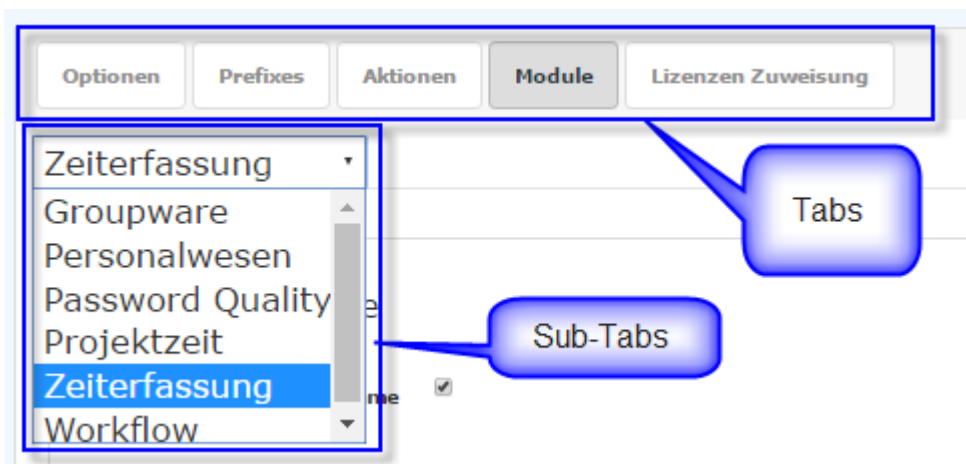 Optionen Prefixes Aktionen Module Lizenzen Zuweisung
Zeiterfassung
Tabs
Groupware
Personalwesen
Password Quality
Projektzeit
Sub-Tabs
Zeiterfassung
Workflow